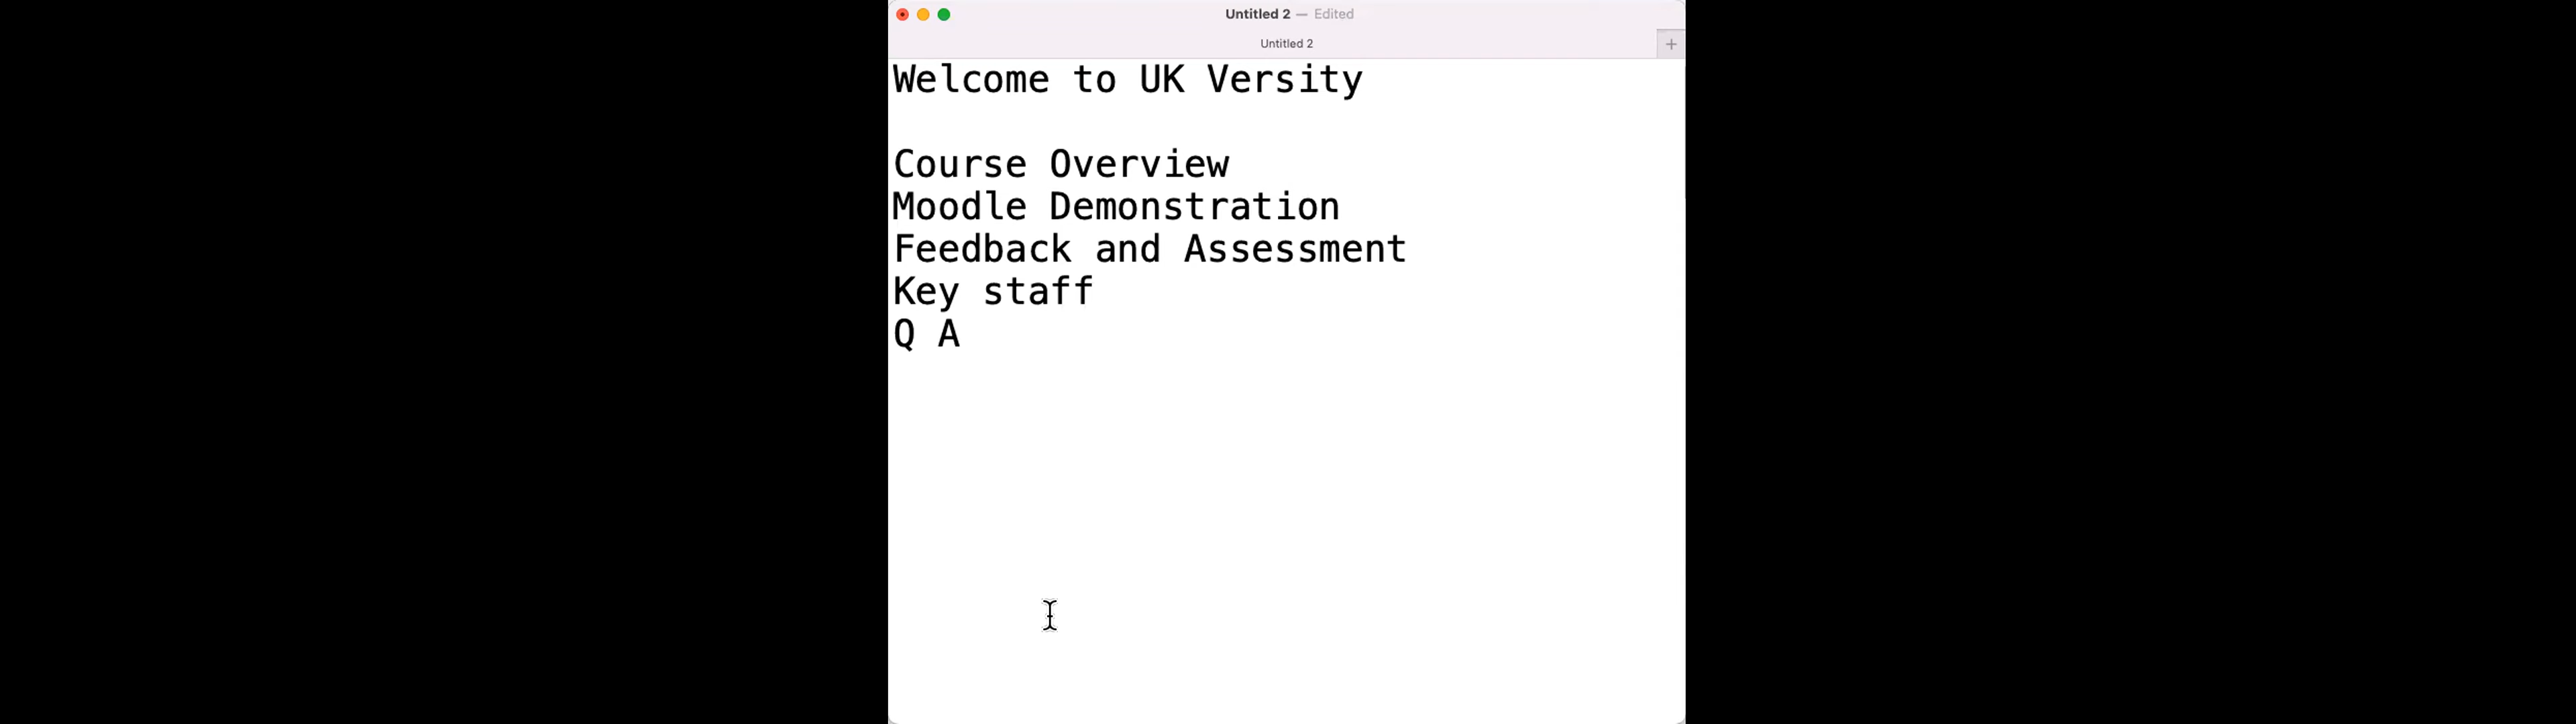 Untitled 2 — Edited
Untitled 2
+
Welcome to UK Versity
Course Overview
Moodle Demonstration
Feedback and Assessment
Key staff
Q A